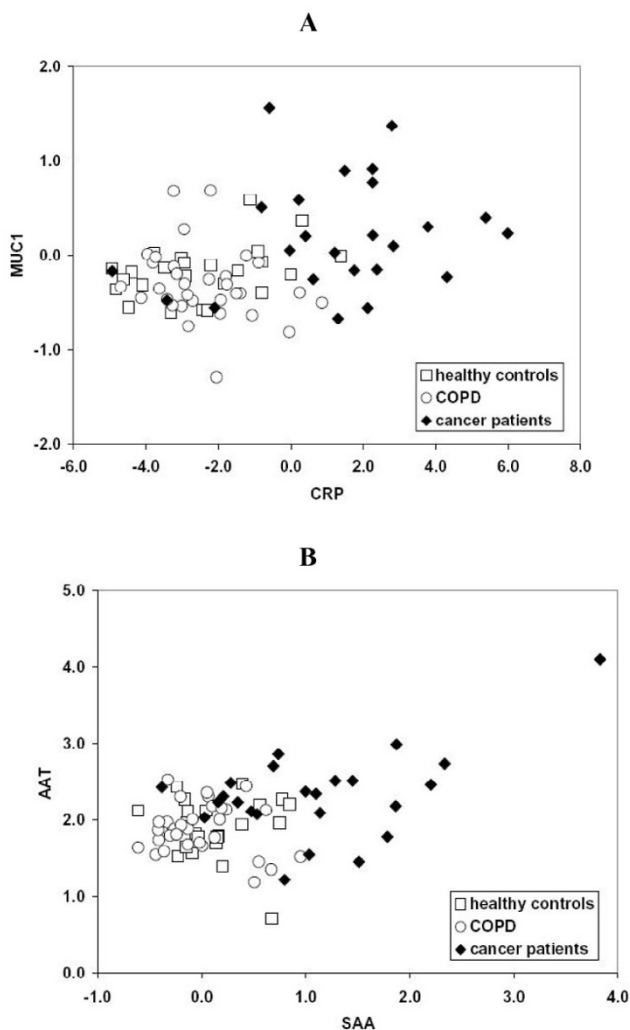 A
2.0
1.0
0.0
-1.0
-2.0
MUC1
-6.0 -4.0 -2.0 0.0 2.0 4.0 6.0 8.0
CRP
healthy controls
COPD
cancer patients
B
5.0
4.0
3.0
2.0
1.0
0.0
AAT
-1.0 0.0 1.0 2.0 3.0 4.0
SAA
healthy controls
COPD
cancer patients